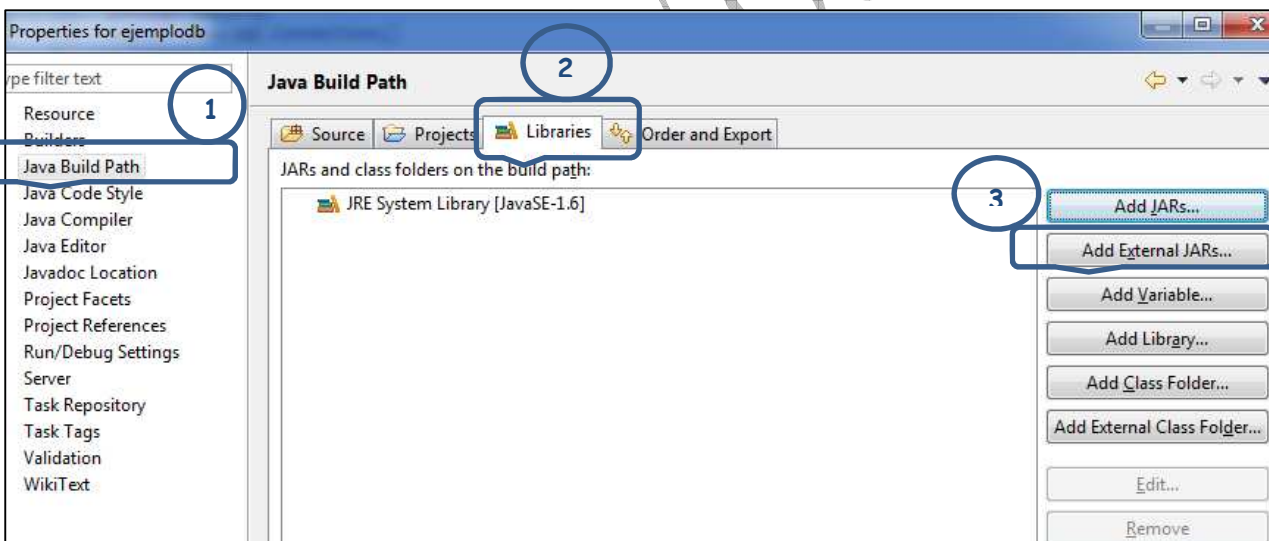 Properties for ejemplodb
ype filter text
Resource
Builders
Java Build Path
Java Code Style
Java Compiler
Java Editor
Javadoc Location
Project Facets
Project References
Run/Debug Settings
Server
Task Repository
Task Tags
Validation
WikiText
1
Java Build Path
2
Source Projects Libraries Order and Export
JARs and class folders on the build path:
JRE System Library [JavaSE-1.6]
3
Add JARs...
Add External JARs...
Add Variable...
Add Library...
Add Class Folder...
Add External Class Folder...
Edit...
Remove